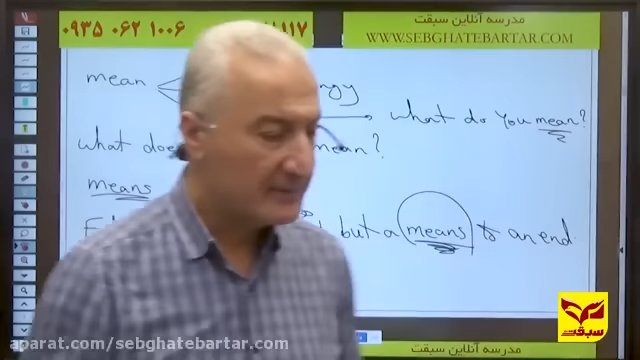 مدرسه آنلاین سبقت
۰۹۳۵ ۰۶۲ ۱۰۰۶
WWW.SEBGHATEBARTAR.COM
mean
what do you mean?
what does mean?
means
but a means to an end.
سبقت
aparat.com/sebghatebartar.com
مدرسه آنلاین سبقت